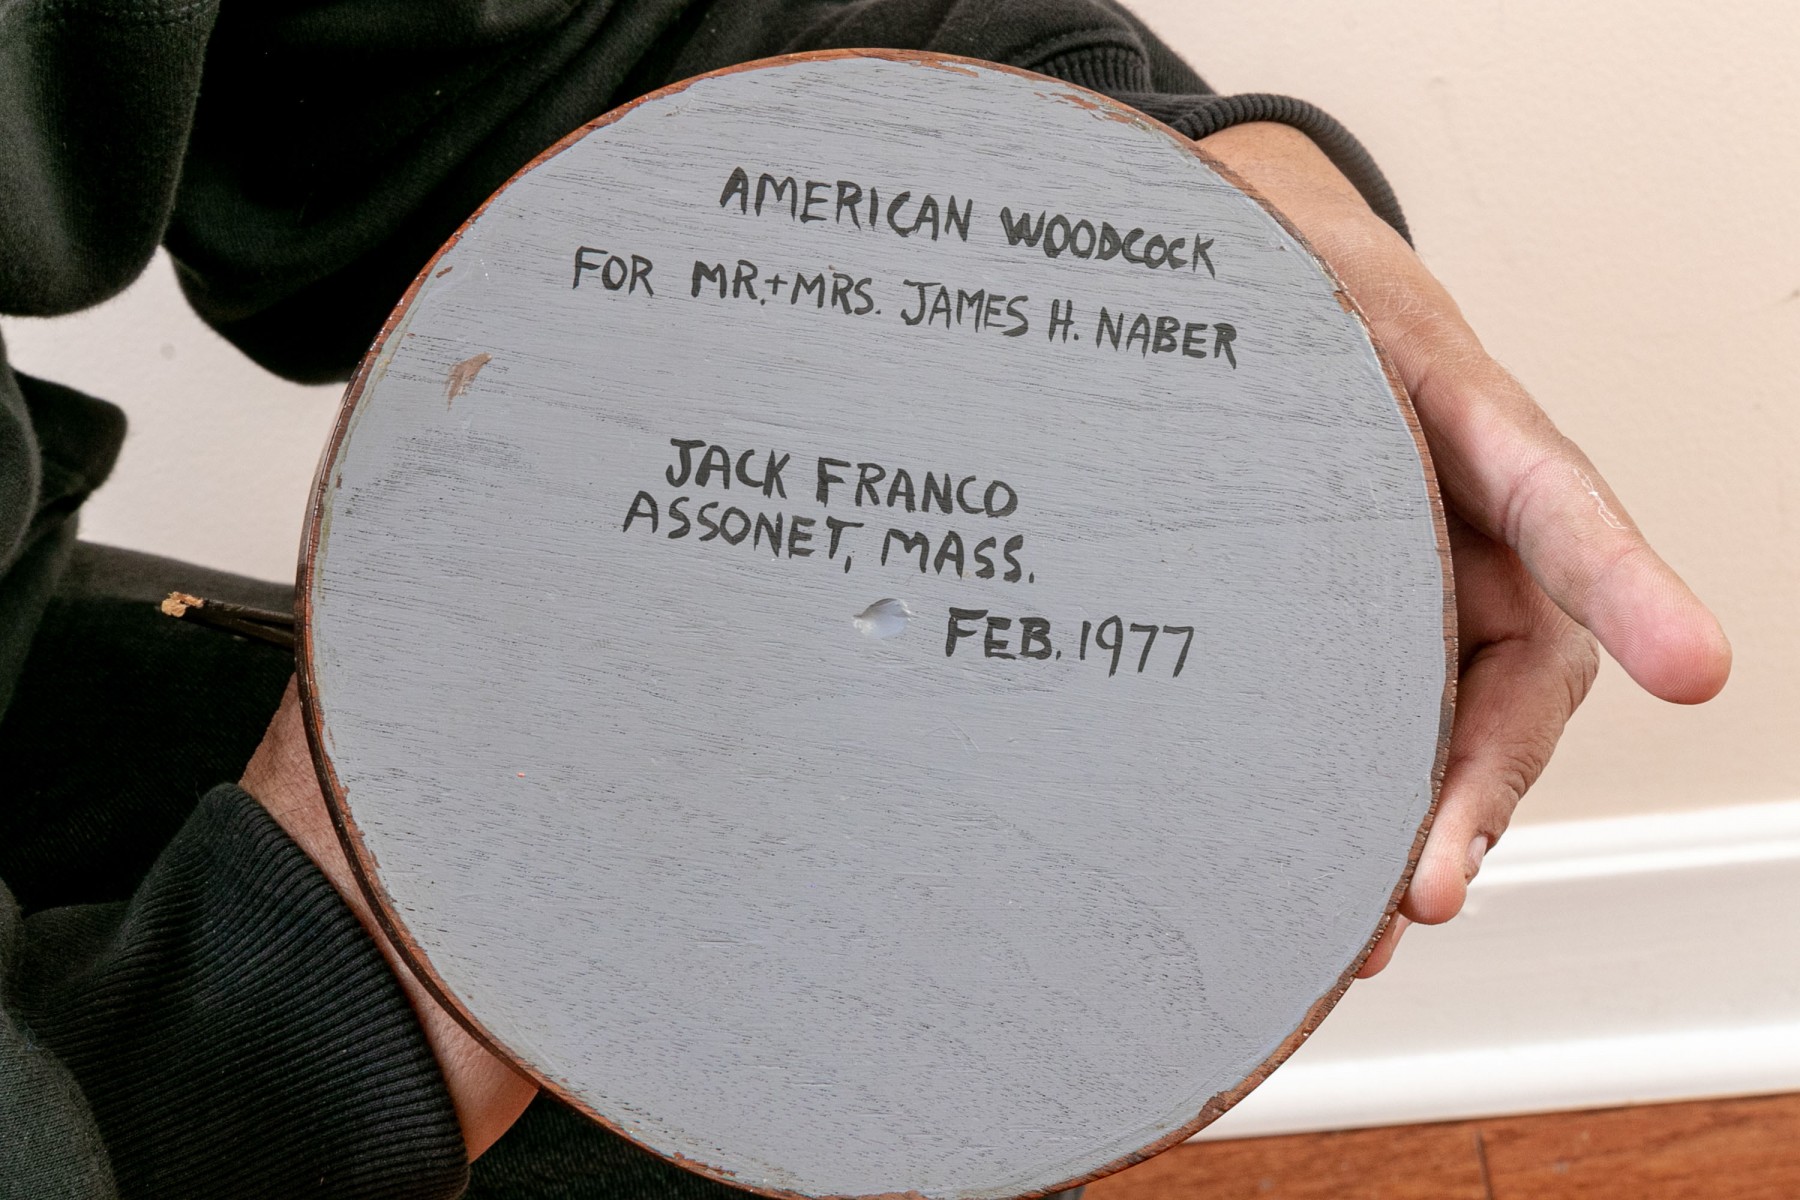 AMERICAN WOODCOCK
FOR MR.+MRS. JAMES H. NABER
JACK FRANCO
ASSONET, MASS.
FEB. 1977